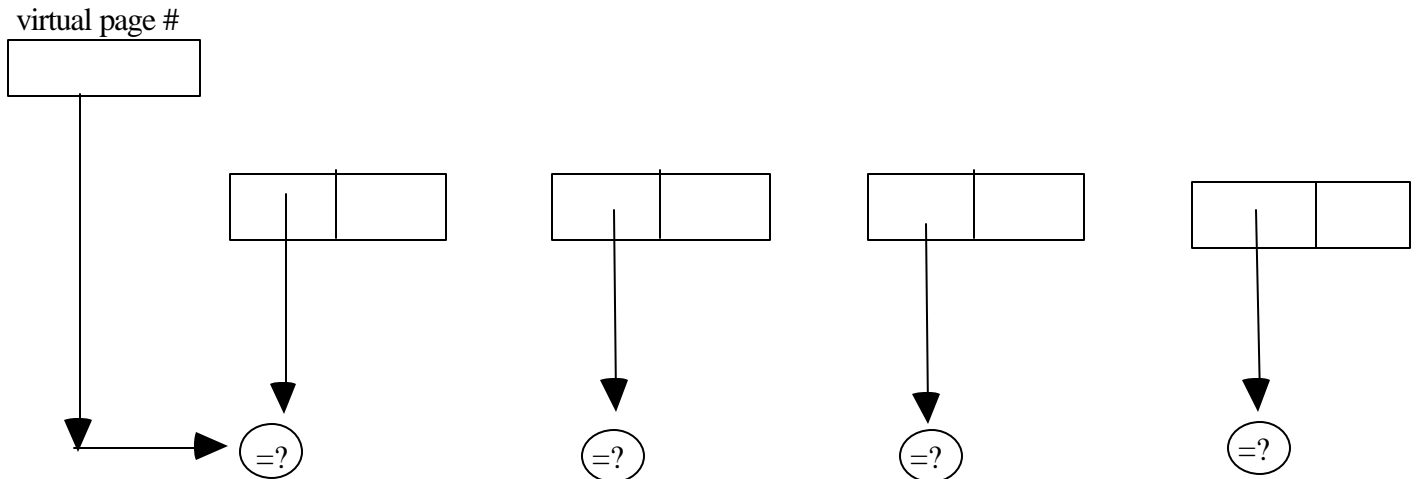 virtual page #
=? =? =? =?